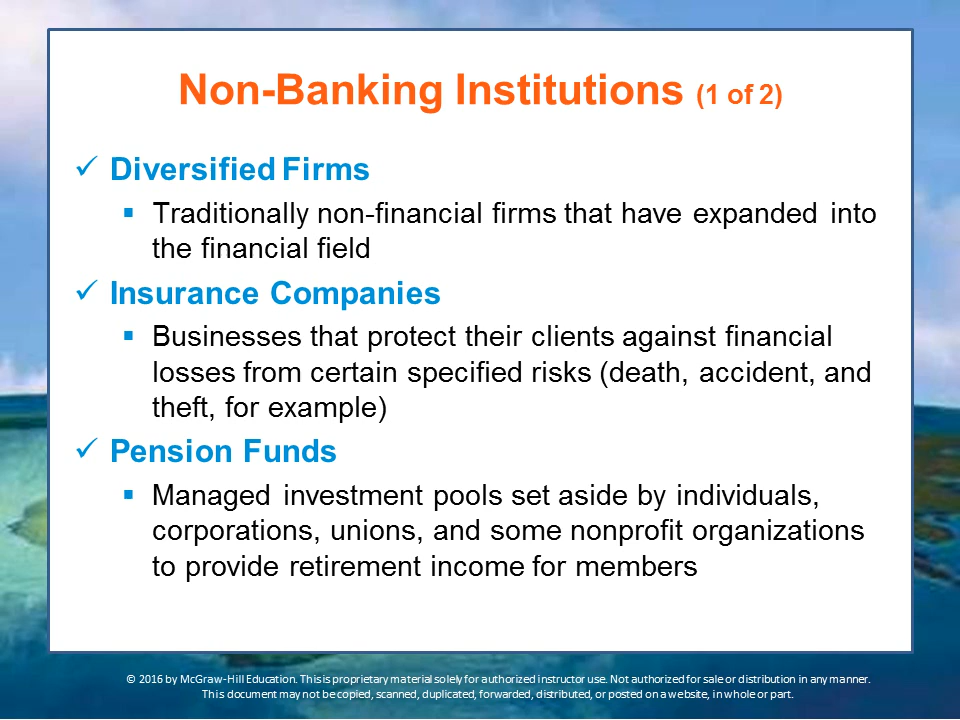 Non-Banking Institutions (1 of 2)
✓ Diversified Firms
▪ Traditionally non-financial firms that have expanded into
the financial field
✓ Insurance Companies
▪ Businesses that protect their clients against financial
losses from certain specified risks (death, accident, and
theft, for example)
✓ Pension Funds
▪ Managed investment pools set aside by individuals,
corporations, unions, and some nonprofit organizations
to provide retirement income for members
© 2016 by McGraw-Hill Education. This is proprietary material solely for authorized instructor use. Not authorized for sale or distribution in any manner.
This document may not be copied, scanned, duplicated, forwarded, distributed, or posted on a website, in whole or part.